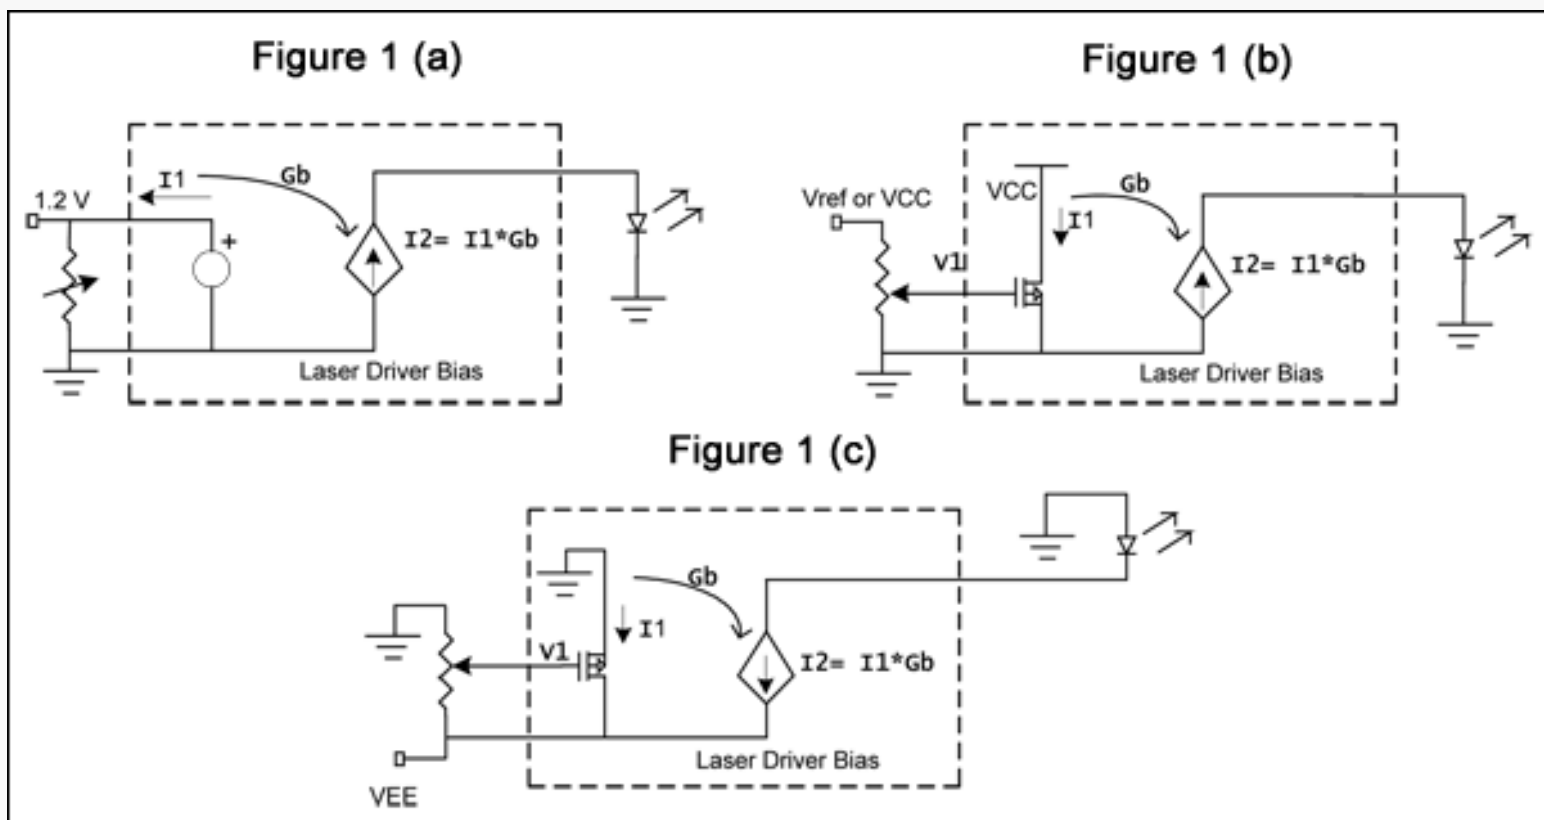 Figure 1 (a)
I1
Gb
1.2 V
+
I2= I1*Gb
Laser Driver Bias
Figure 1 (b)
Vref or VCC
VCC
Gb
I1
V1
I2= I1*Gb
Laser Driver Bias
Figure 1 (c)
Gb
I1
V1
I2= I1*Gb
Laser Driver Bias
VEE